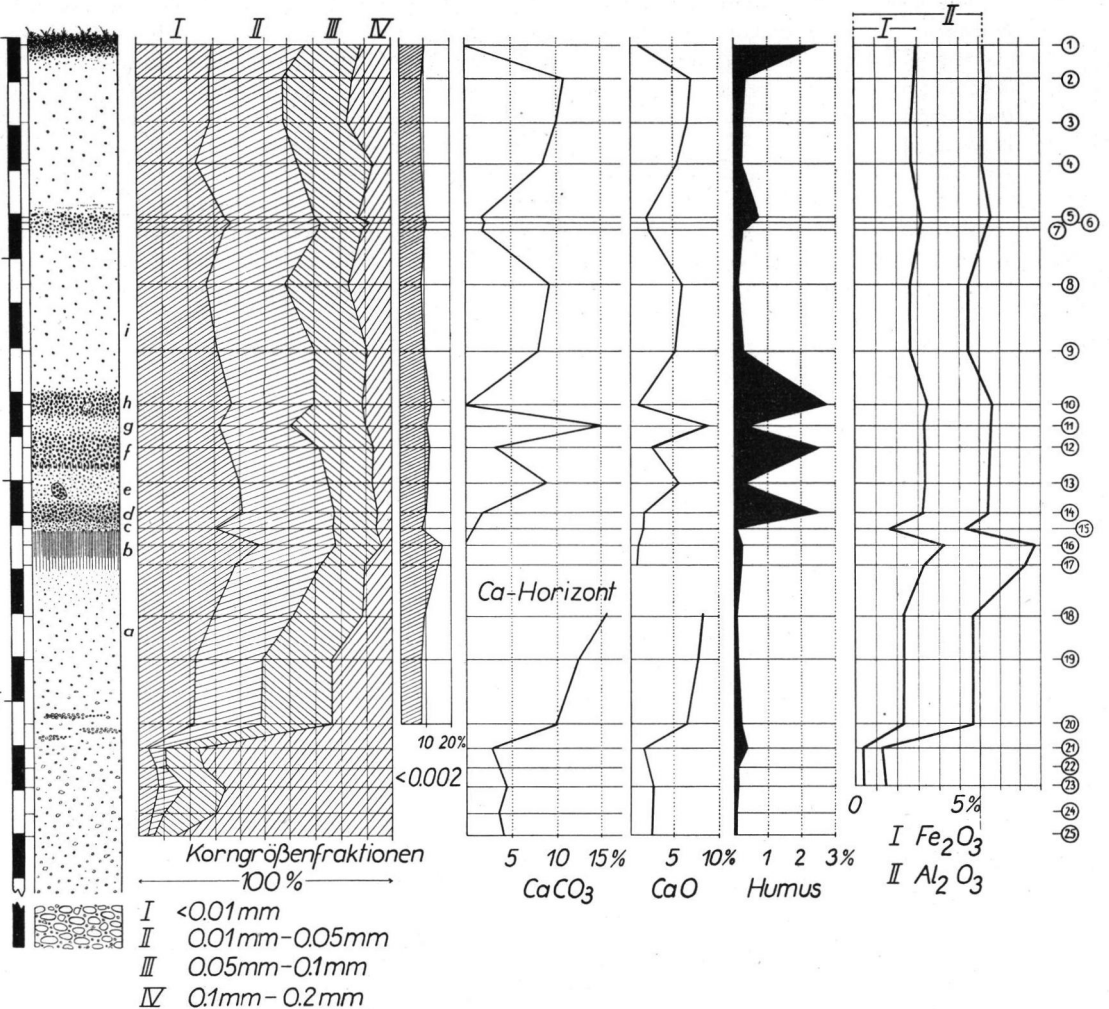 I II III IV
I II
1
2
3
4
5 6
7
8
i
9
h 10
g 11
f 12
e 13
d 14
c 15
b 16
17
Ca-Horizont
a 18
19
20
10 20%
21
<0.002
22
23
0 5%
24
25
Korngrößenfraktionen
100%
5 10 15% 5 10% 1 2 3%
CaCO3 CaO Humus
I Fe2O3
II Al2O3
I <0.01mm
II 0.01mm-0.05mm
III 0.05mm-0.1mm
IV 0.1mm-0.2mm